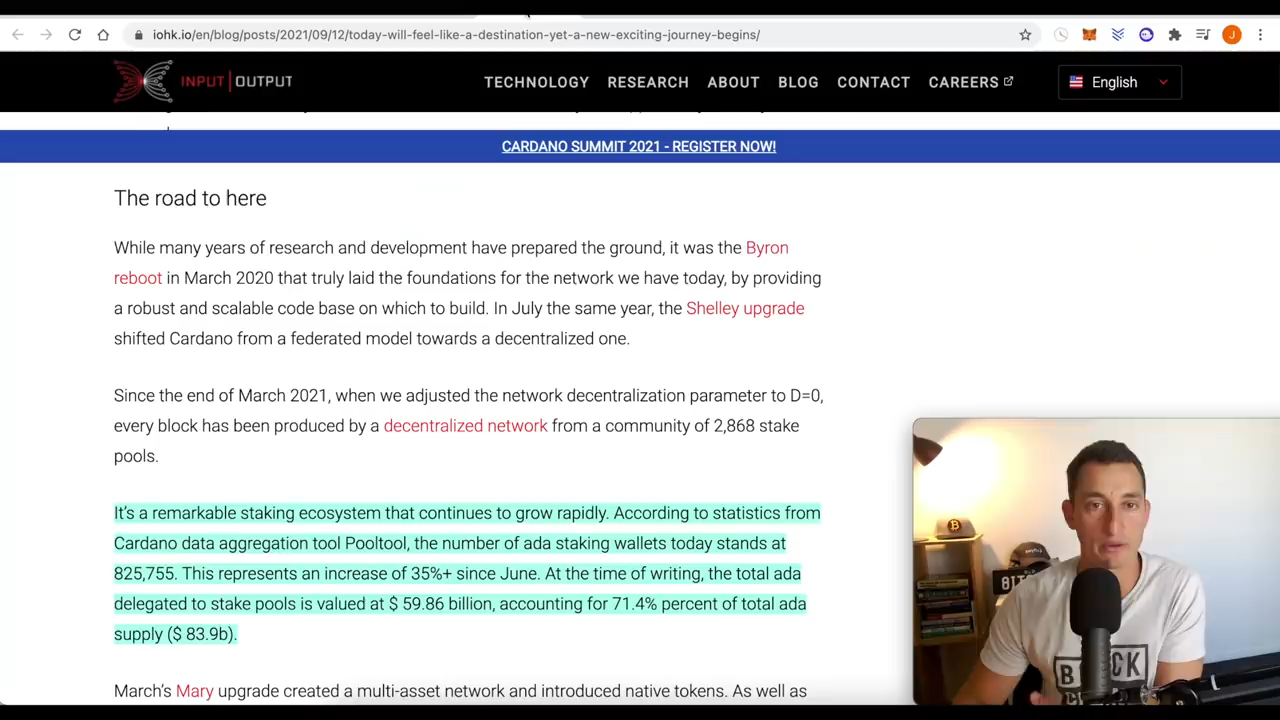 iohk.io/en/blog/posts/2021/09/12/today-will-feel-like-a-destination-yet-a-new-exciting-journey-begins/
J
INPUT | OUTPUT
TECHNOLOGY RESEARCH ABOUT BLOG CONTACT CAREERS
English
CARDANO SUMMIT 2021 - REGISTER NOW!
The road to here
While many years of research and development have prepared the ground, it was the Byron
reboot in March 2020 that truly laid the foundations for the network we have today, by providing
a robust and scalable code base on which to build. In July the same year, the Shelley upgrade
shifted Cardano from a federated model towards a decentralized one.
Since the end of March 2021, when we adjusted the network decentralization parameter to D=0,
every block has been produced by a decentralized network from a community of 2,868 stake
pools.
It's a remarkable staking ecosystem that continues to grow rapidly. According to statistics from
Cardano data aggregation tool Pooltool, the number of ada staking wallets today stands at
825,755. This represents an increase of 35%+ since June. At the time of writing, the total ada
delegated to stake pools is valued at $ 59.86 billion, accounting for 71.4% percent of total ada
supply ($ 83.9b).
March's Mary upgrade created a multi-asset network and introduced native tokens. As well as